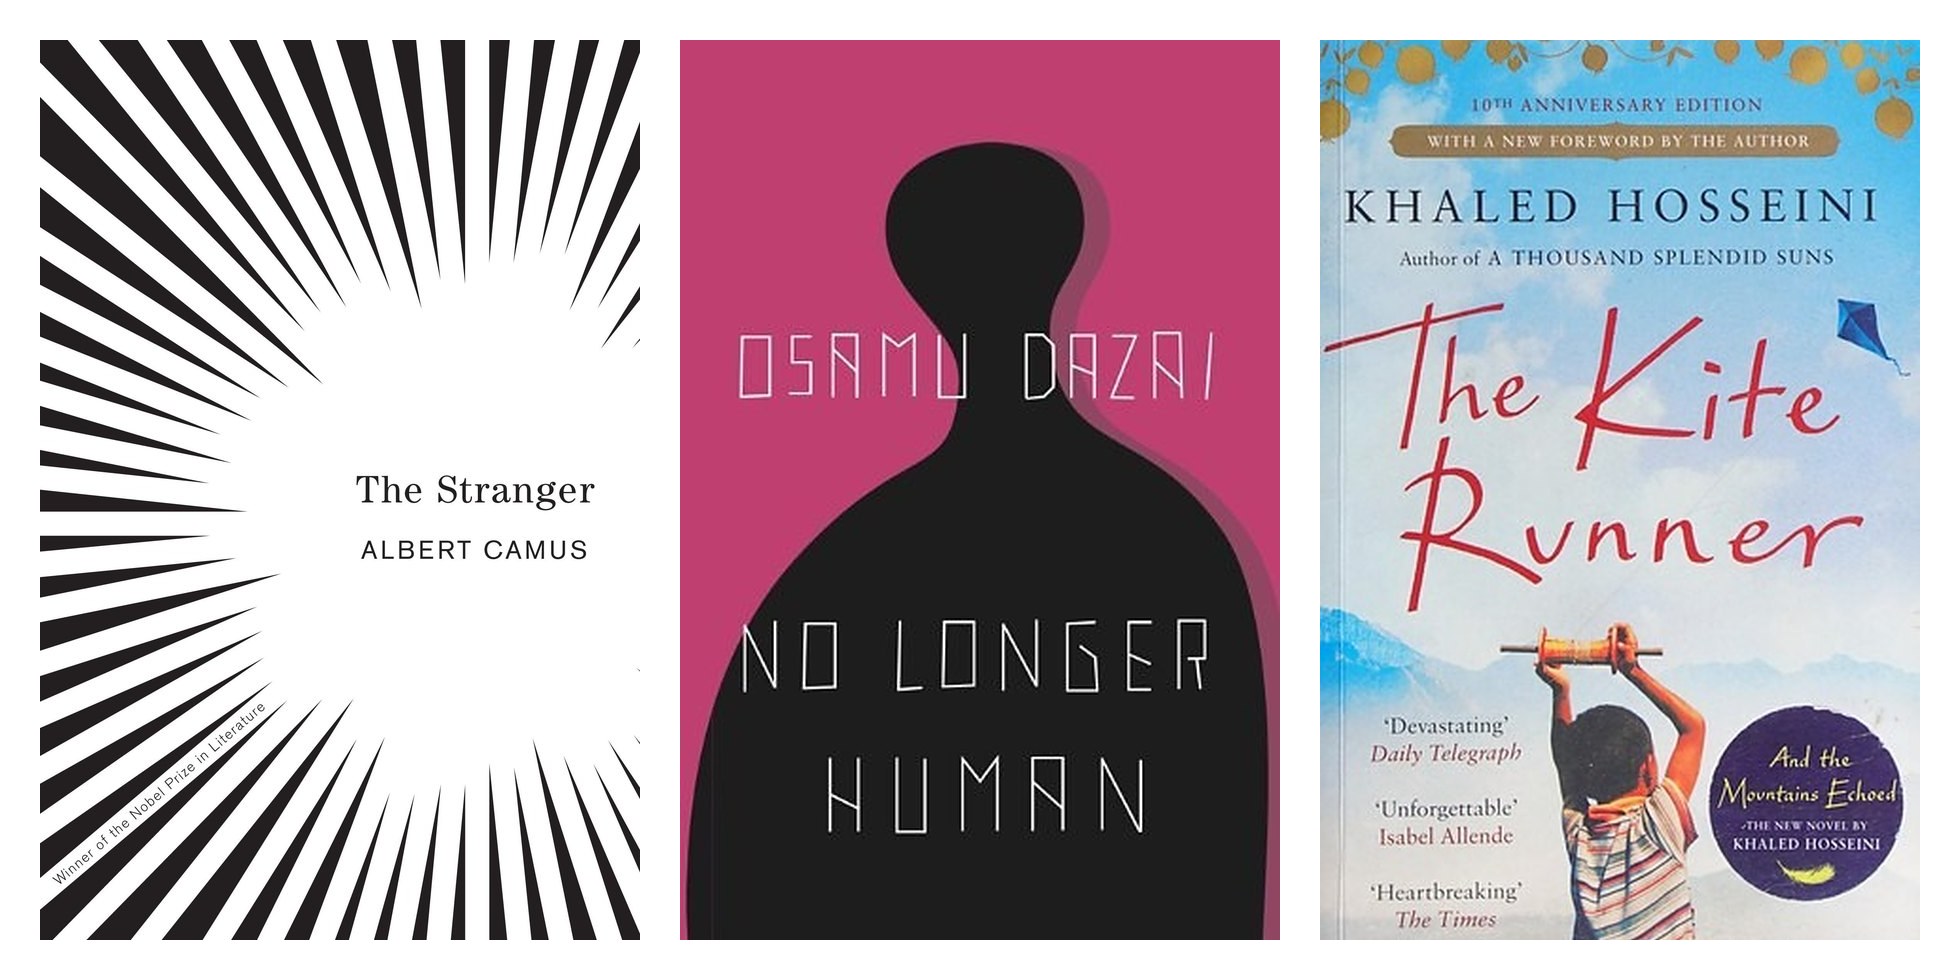 The Stranger
ALBERT CAMUS
Winner of the Nobel Prize in Literature
OSAMU DAZAI
NO LONGER
HUMAN
10TH ANNIVERSARY EDITION
WITH A NEW FOREWORD BY THE AUTHOR
KHALED HOSSEINI
Author of A THOUSAND SPLENDID SUNS
The Kite
Runner
‘Devastating’
Daily Telegraph
‘Unforgettable’
Isabel Allende
‘Heartbreaking’
The Times
And the
Mountains Echoed
-THE NEW NOVEL BY
KHALED HOSSEINI